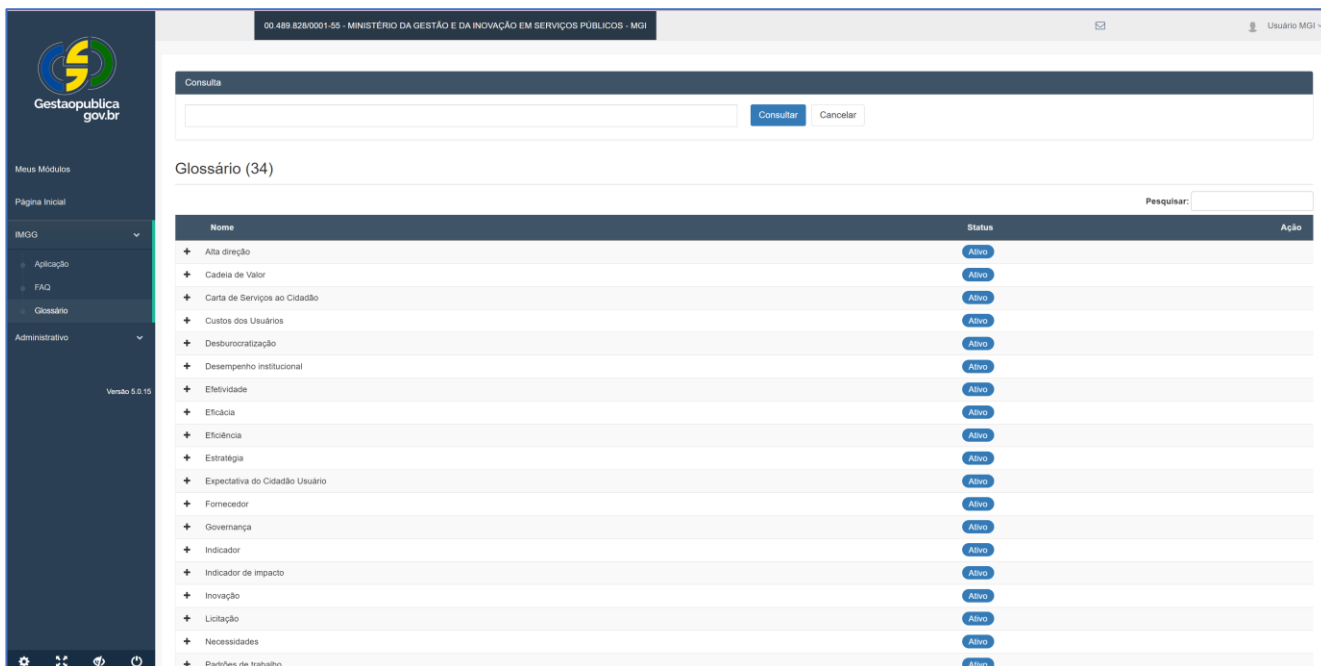 00.489.828/0001-55 - MINISTÉRIO DA GESTÃO E DA INOVAÇÃO EM SERVIÇOS PÚBLICOS - MGI
Usuário MGI
Gestaopublica
gov.br
Meus Módulos
Página Inicial
IMGG
Aplicação
FAQ
Glossário
Administrativo
Versão 5.0.15
Consulta
Consultar Cancelar
Glossário (34)
Pesquisar:
Nome Status Ação
Alta direção Ativo
Cadeia de Valor Ativo
Carta de Serviços ao Cidadão Ativo
Custos dos Usuários Ativo
Desburocratização Ativo
Desempenho institucional Ativo
Efetividade Ativo
Eficácia Ativo
Eficiência Ativo
Estratégia Ativo
Expectativa do Cidadão Usuário Ativo
Fornecedor Ativo
Governança Ativo
Indicador Ativo
Indicador de impacto Ativo
Inovação Ativo
Licitação Ativo
Necessidades Ativo
Padrões de trabalho Ativo